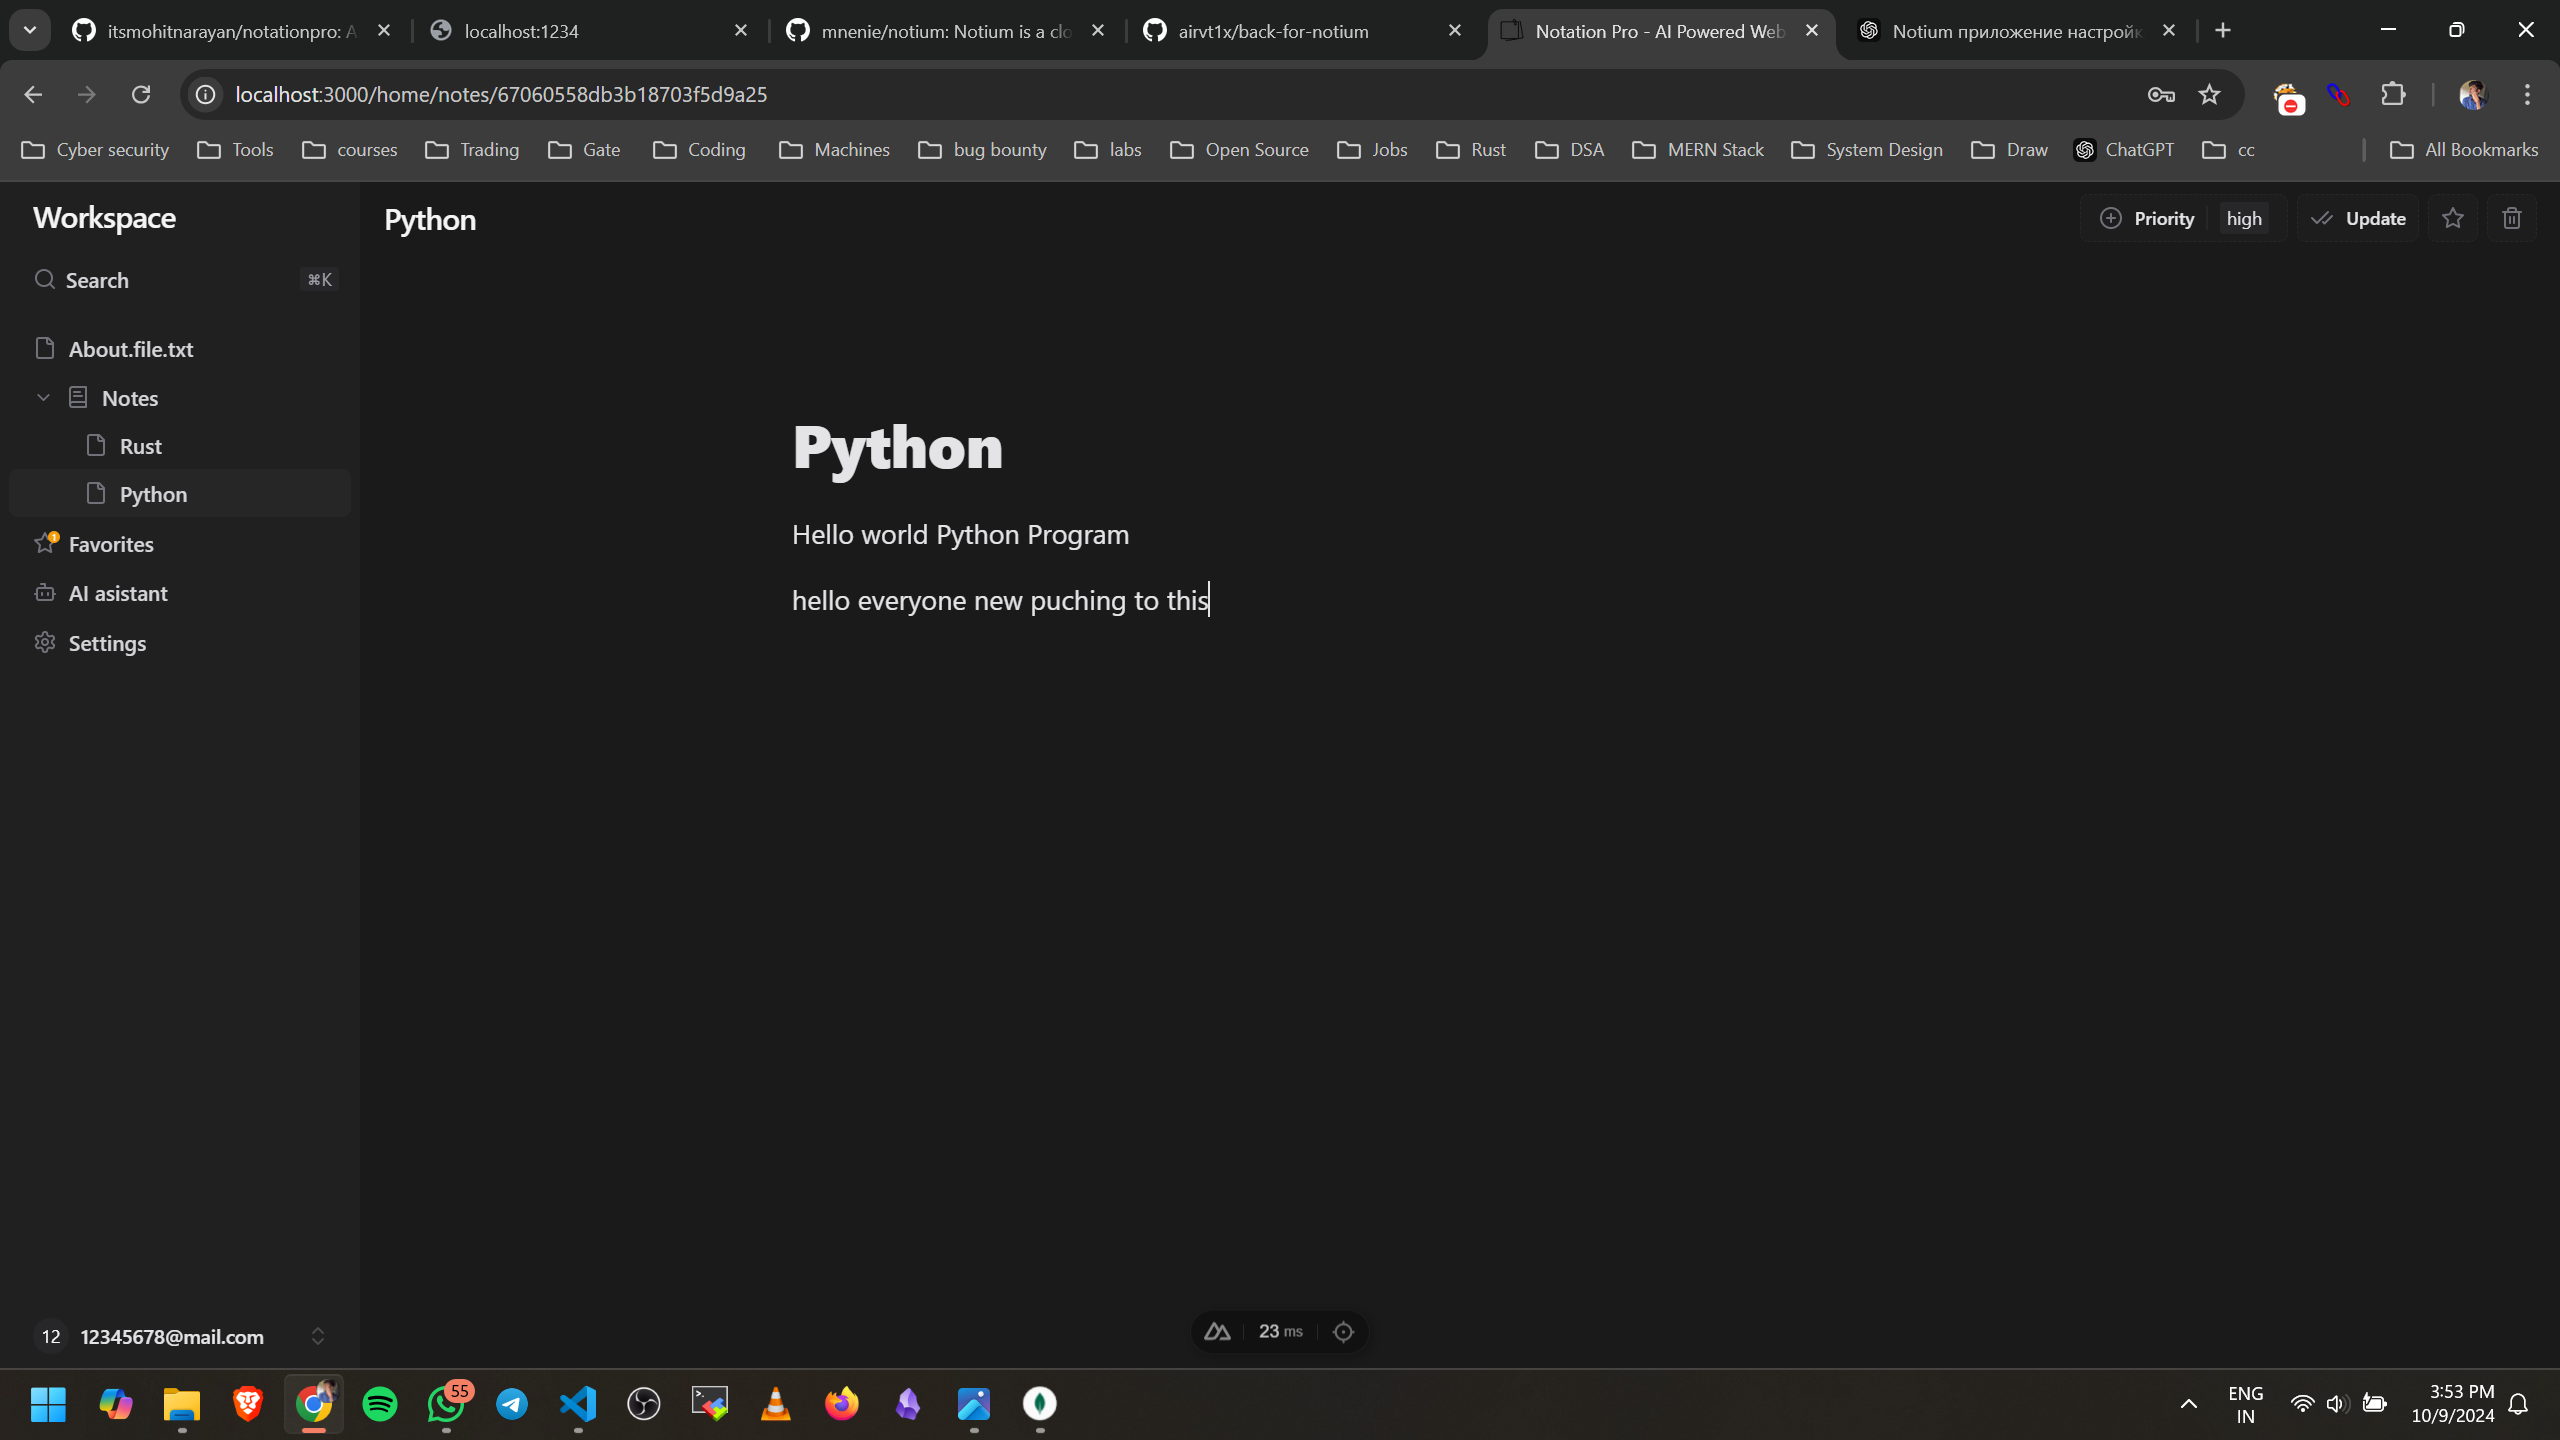 itsmohitnarayan/notationpro: A
localhost:1234
mnenie/notium: Notium is a clo
airvt1x/back-for-notium
Notation Pro - AI Powered Web
Notium приложение настройк
localhost:3000/home/notes/67060558db3b18703f5d9a25
Cyber security
Tools
courses
Trading
Gate
Coding
Machines
bug bounty
labs
Open Source
Jobs
Rust
DSA
MERN Stack
System Design
Draw
ChatGPT
cc
All Bookmarks
Workspace
Python
Priority
high
Update
Search
⌘K
About.file.txt
Notes
Rust
Python
Favorites
1
AI asistant
Settings
Python
Hello world Python Program
hello everyone new puching to this
12
12345678@mail.com
23 ms
55
ENG
IN
3:53 PM
10/9/2024